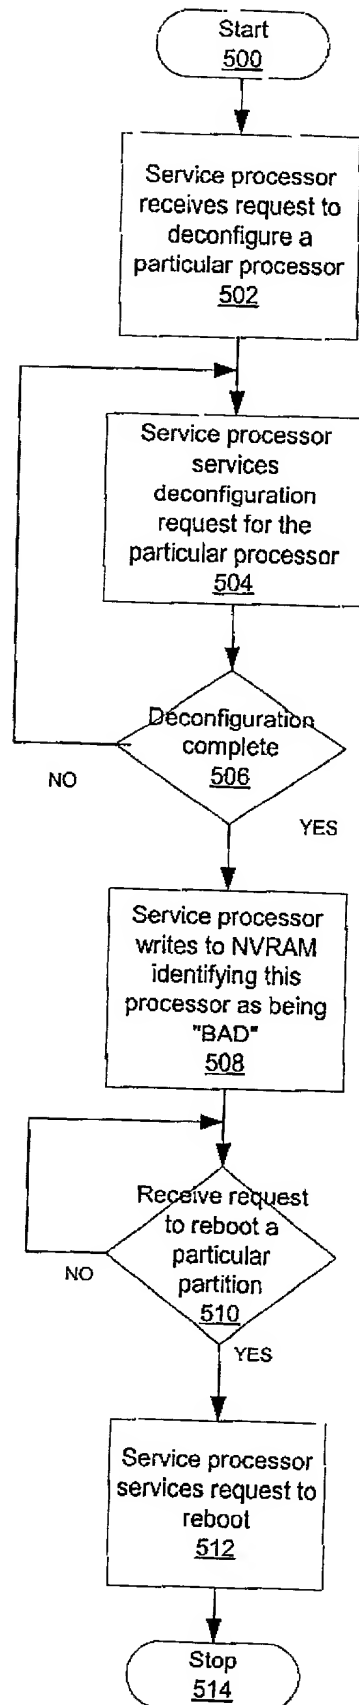 Start
500
Service processor
receives request to
deconfigure a
particular processor
502
Service processor
services
deconfiguration
request for the
particular processor
504
Deconfiguration
complete
506
NO
YES
Service processor
writes to NVRAM
identifying this
processor as being
"BAD"
508
Receive request
to reboot a
particular
partition
510
NO
YES
Service processor
services request to
reboot
512
Stop
514